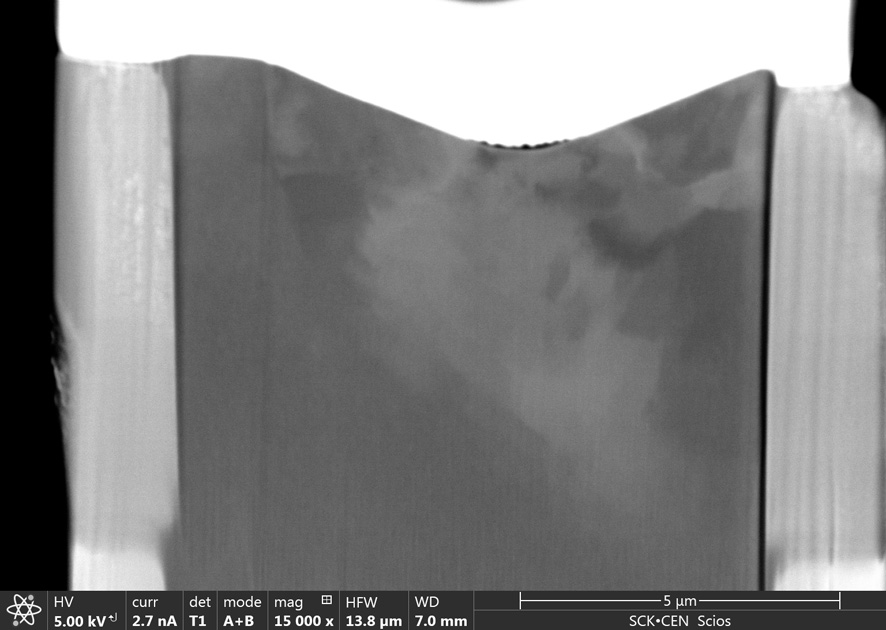 HV curr det mode mag HFW WD
5.00 kV 2.7 nA T1 A+B 15 000 x 13.8 µm 7.0 mm
5 µm
SCK•CEN Scios